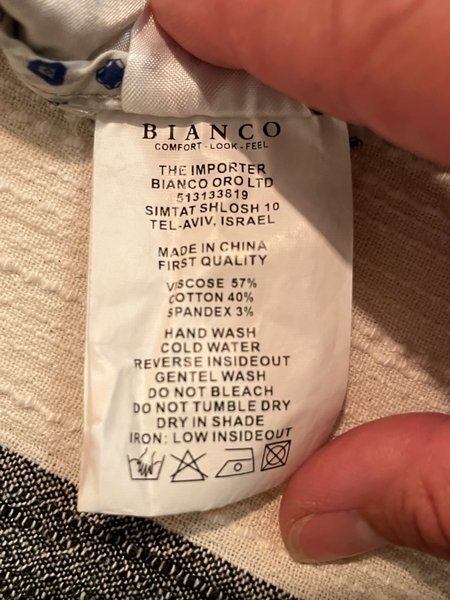 BIANCO
COMFORT - LOOK - FEEL
THE IMPORTER
BIANCO ORO LTD
513133819
SIMTAT SHLOSH 10
TEL-AVIV, ISRAEL
MADE IN CHINA
FIRST QUALITY
VISCOSE 57%
COTTON 40%
SPANDEX 3%
HAND WASH
COLD WATER
REVERSE INSIDEOUT
GENTEL WASH
DO NOT BLEACH
DO NOT TUMBLE DRY
DRY IN SHADE
IRON: LOW INSIDEOUT